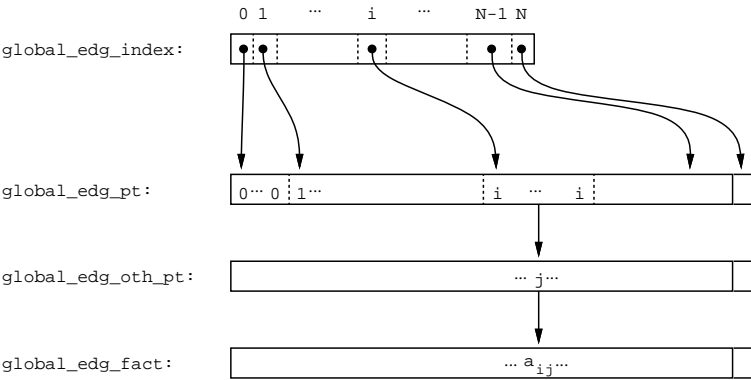 0 1 ... i ... N-1 N
global_edg_index:
global_edg_pt: 0... 0 1... i ... i
global_edg_oth_pt: ... j...
global_edg_fact: ... a_ij...